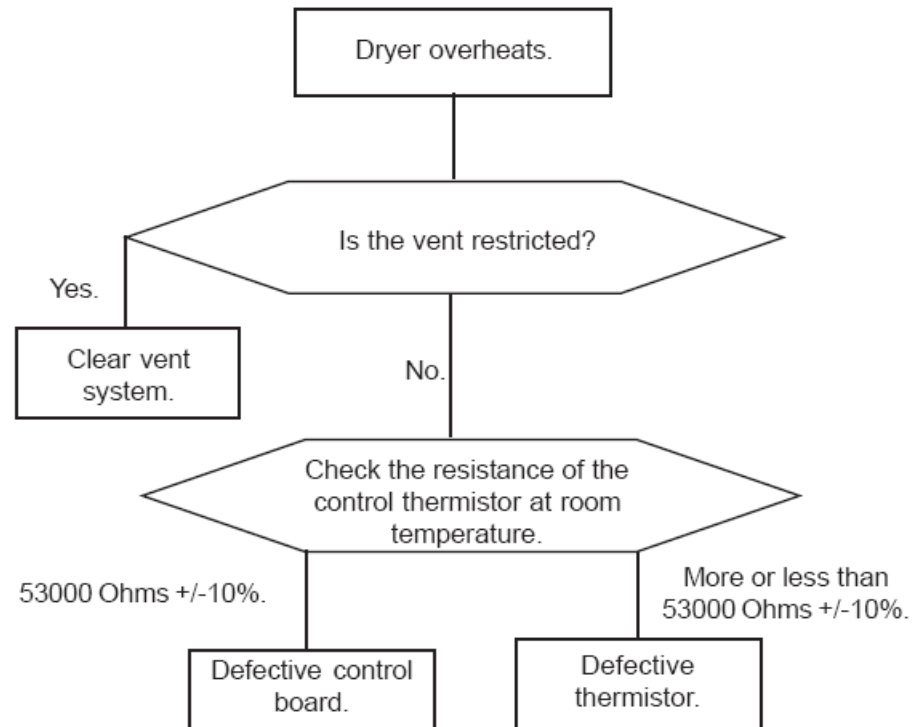 Dryer overheats.
Is the vent restricted?
Yes.
Clear vent
system.
No.
Check the resistance of the
control thermistor at room
temperature.
53000 Ohms +/-10%.
More or less than
53000 Ohms +/-10%.
Defective control
board.
Defective
thermistor.